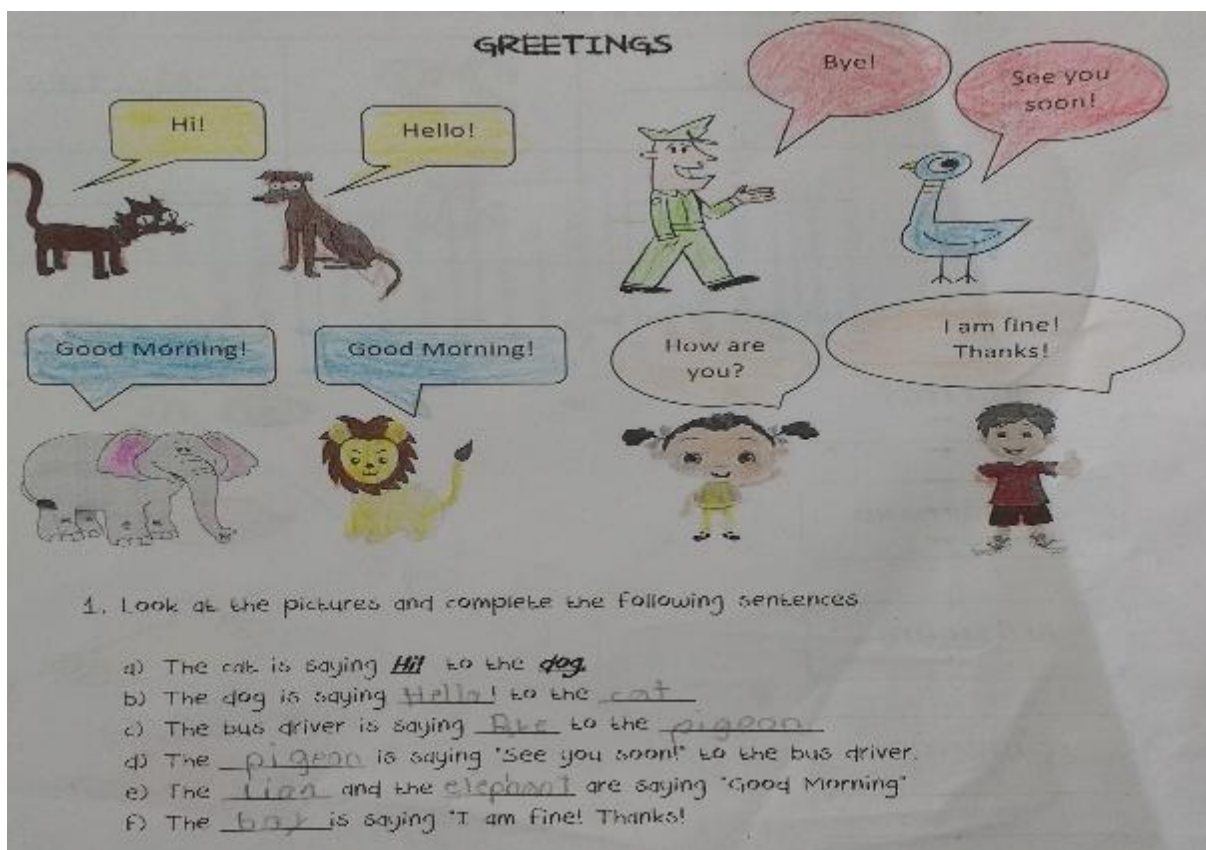 GREETINGS
Bye!
See you
soon!
Hi!
Hello!
Good Morning!
Good Morning!
How are
you?
I am fine!
Thanks!
1. Look at the pictures and complete the following sentences
a) The cat is saying Hi! to the dog.
b) The dog is saying Hello! to the cat
c) The bus driver is saying to the pigeon
d) The pigeon is saying "See you soon!" to the bus driver.
e) The lion and the elephant are saying "Good Morning"
f) The boy is saying "I am fine! Thanks!